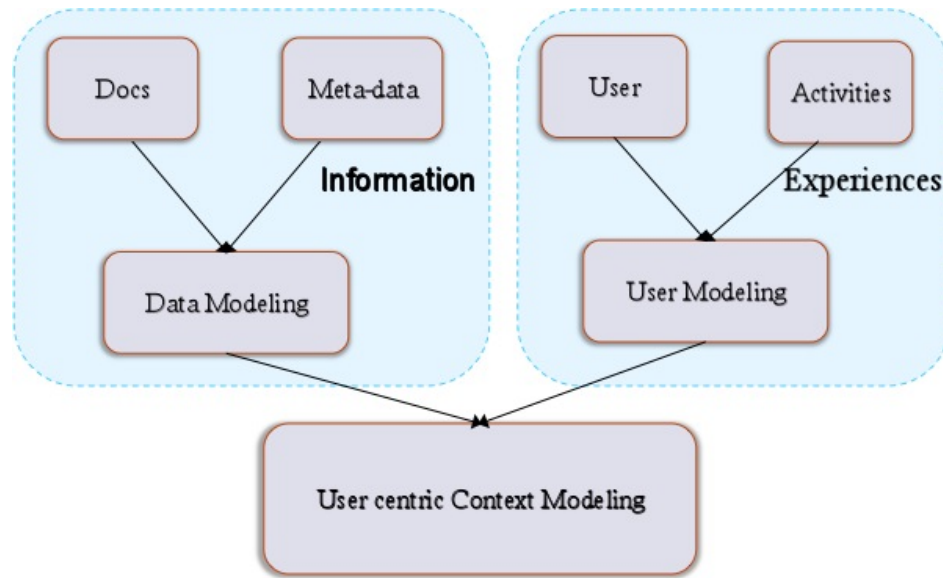 Docs
Meta-data
Information
Data Modeling
User
Activities
Experiences
User Modeling
User centric Context Modeling